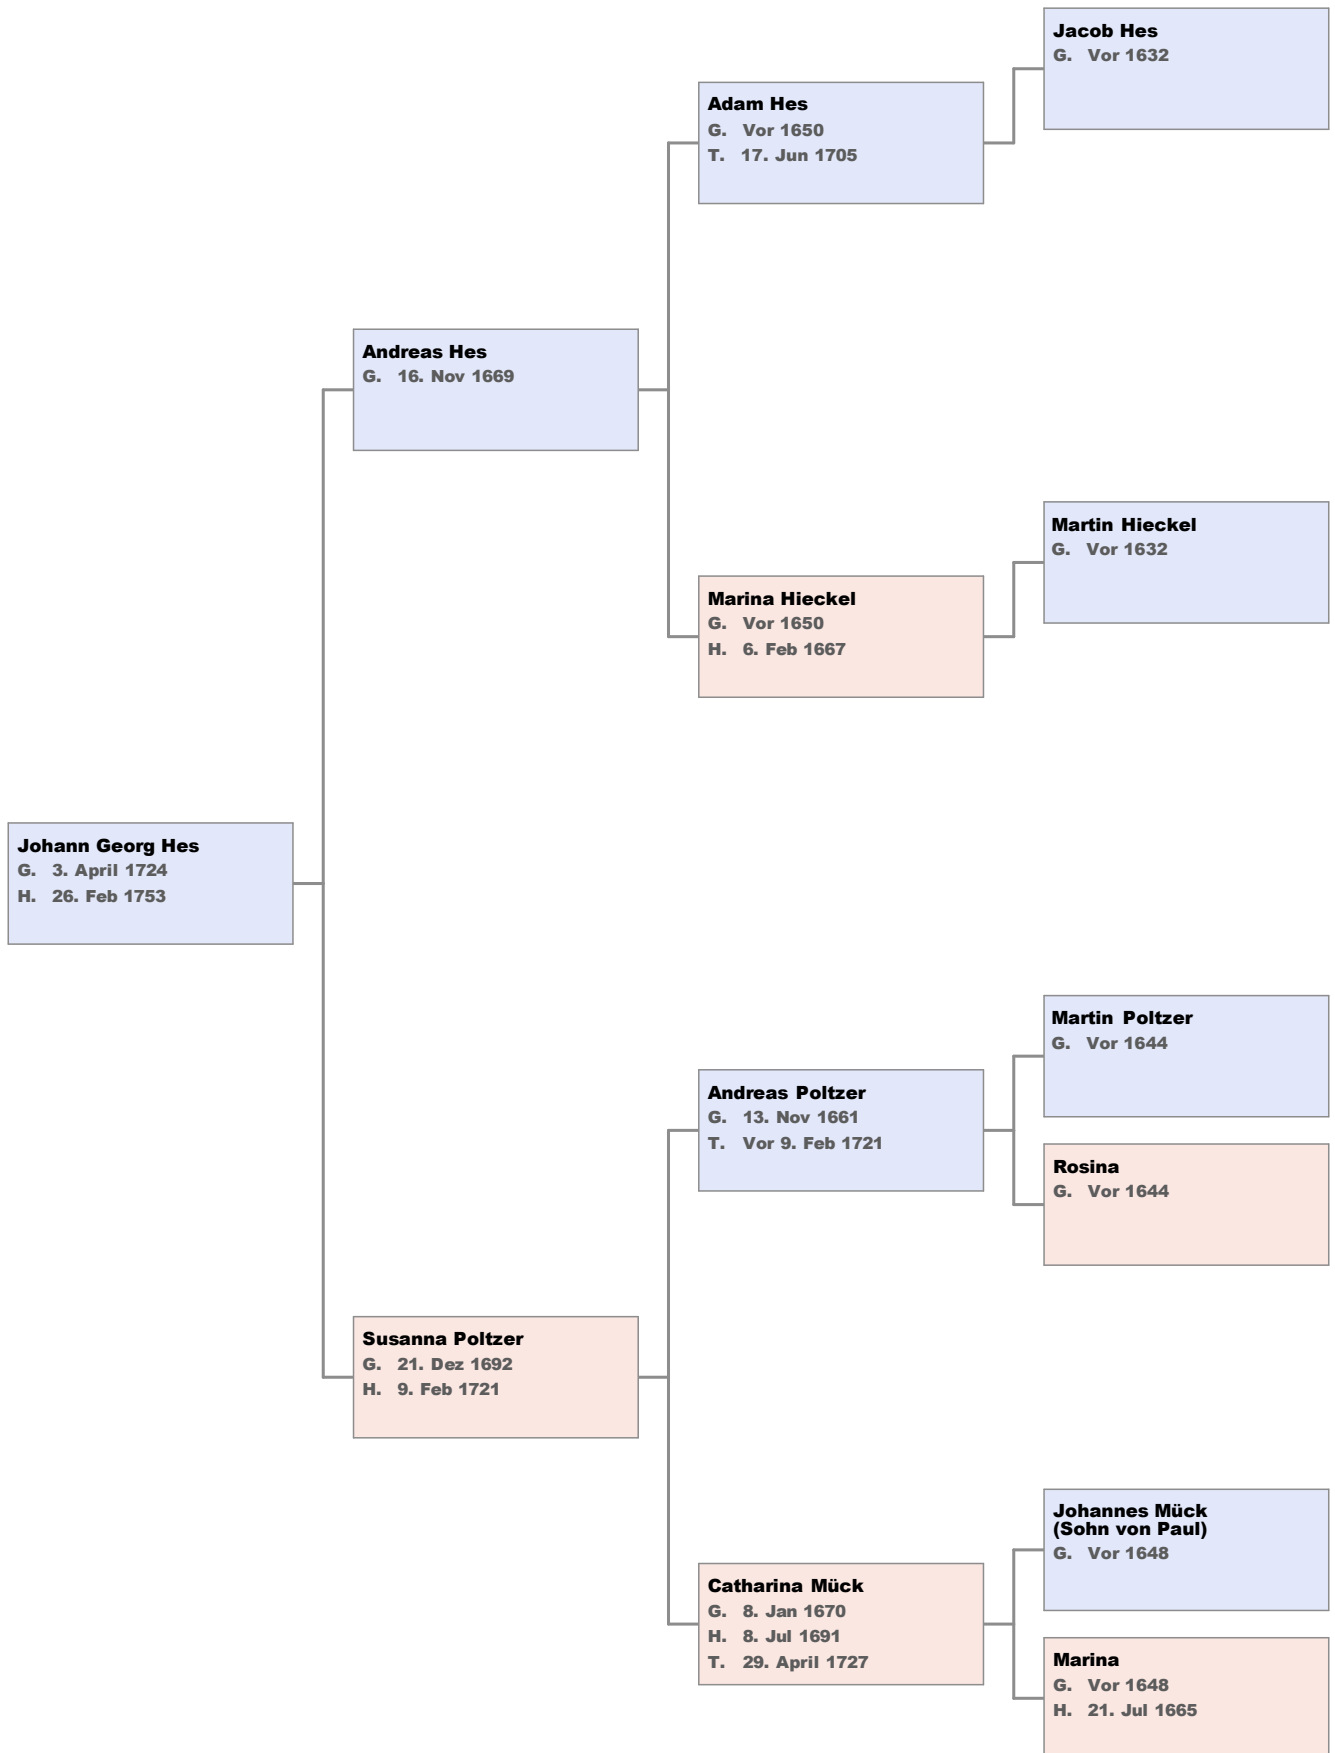 Jacob Hes
G. Vor 1632
Adam Hes
G. Vor 1650
T. 17. Jun 1705
Andreas Hes
G. 16. Nov 1669
Martin Hieckel
G. Vor 1632
Marina Hieckel
G. Vor 1650
H. 6. Feb 1667
Johann Georg Hes
G. 3. April 1724
H. 26. Feb 1753
Martin Poltzer
G. Vor 1644
Andreas Poltzer
G. 13. Nov 1661
T. Vor 9. Feb 1721
Rosina
G. Vor 1644
Susanna Poltzer
G. 21. Dez 1692
H. 9. Feb 1721
Johannes Mück
(Sohn von Paul)
G. Vor 1648
Catharina Mück
G. 8. Jan 1670
H. 8. Jul 1691
T. 29. April 1727
Marina
G. Vor 1648
H. 21. Jul 1665